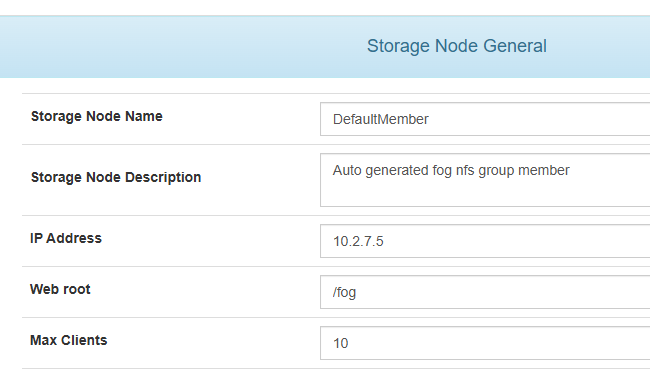 Storage Node General
Storage Node Name
DefaultMember
Storage Node Description
Auto generated fog nfs group member
IP Address
10.2.7.5
Web root
/fog
Max Clients
10